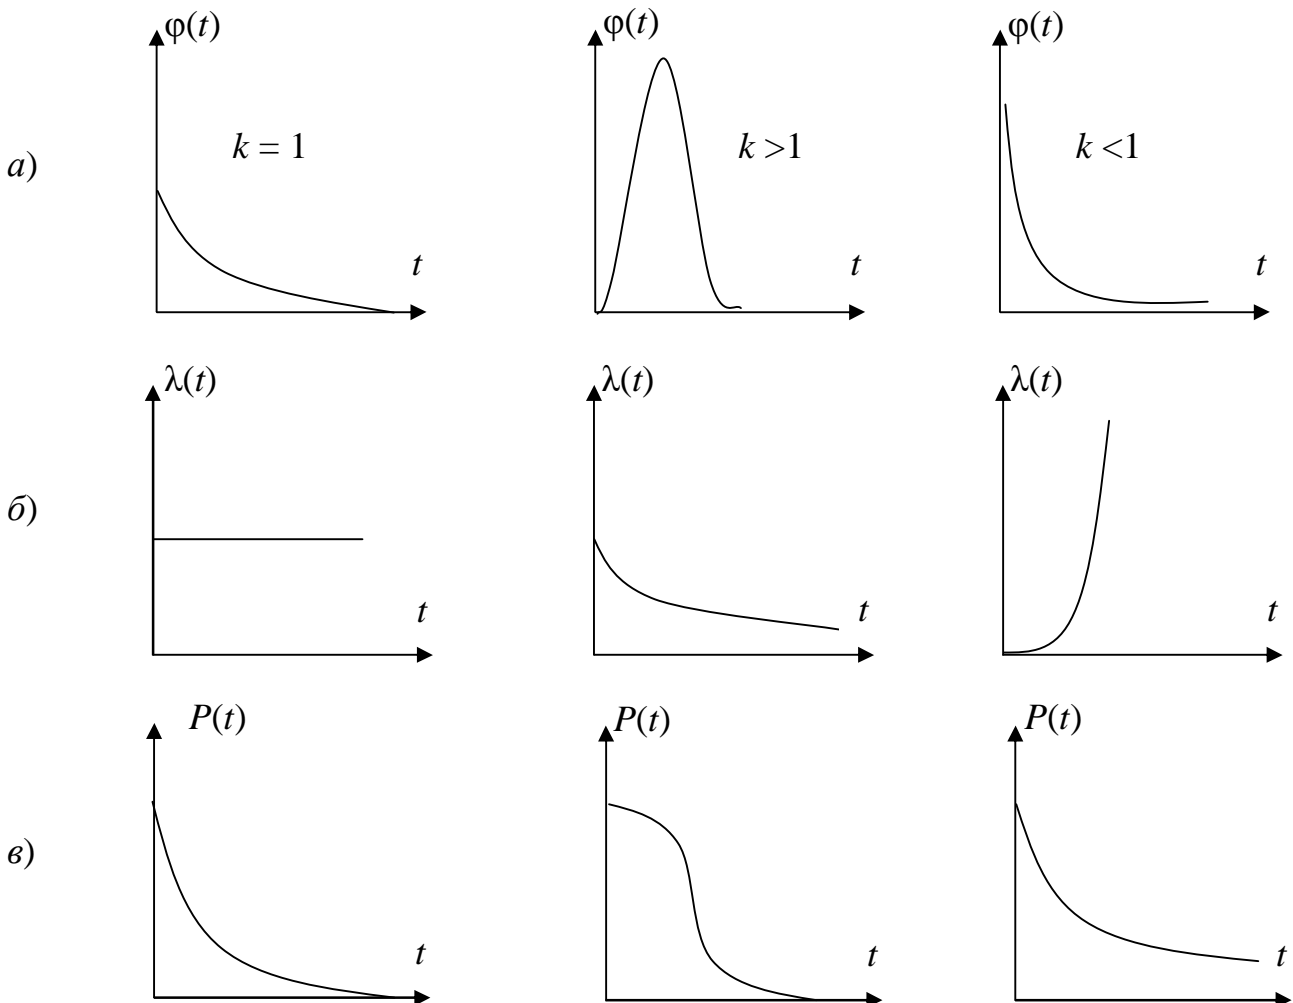 φ(t) φ(t) φ(t)
а) k = 1 k >1 k <1
t t t
λ(t) λ(t) λ(t)
б)
t t t
P(t) P(t) P(t)
в)
t t t